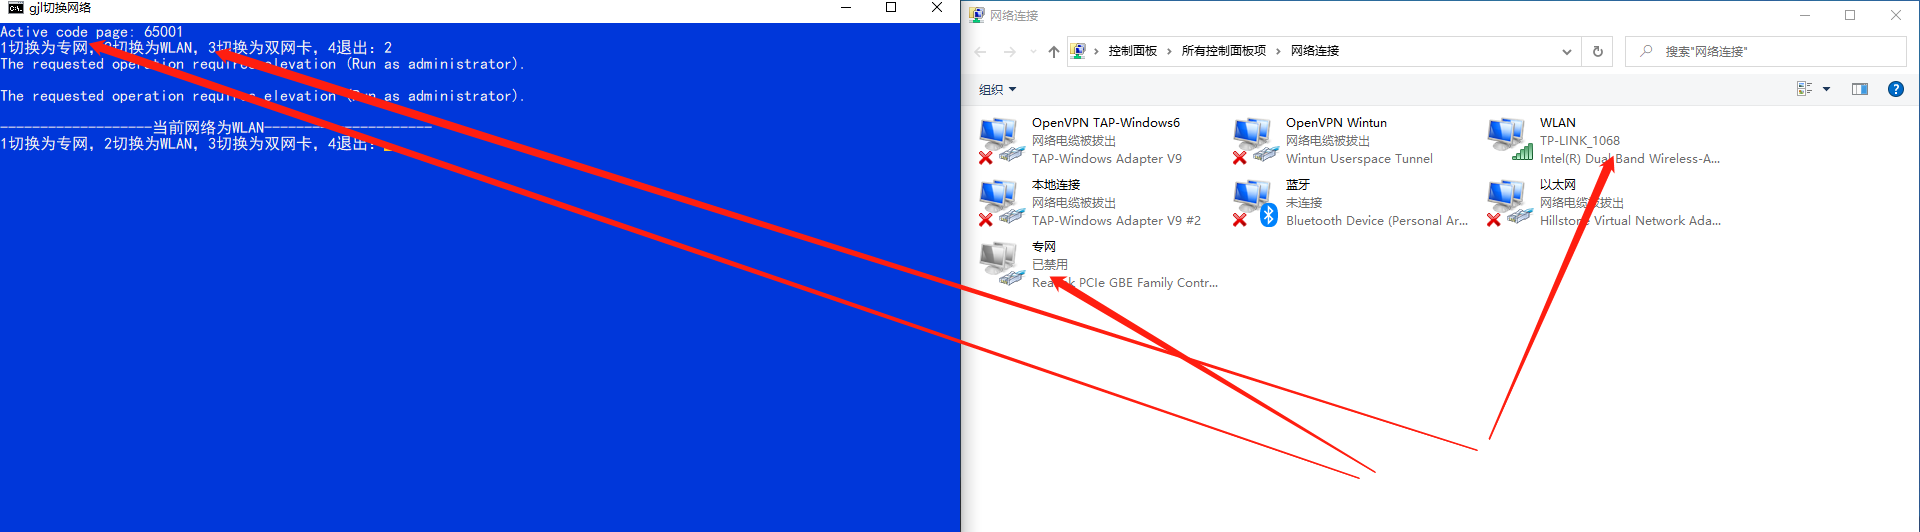 gjl切换网络
Active code page: 65001
1切换为专网，2切换为WLAN，3切换为双网卡，4退出：2
The requested operation requires elevation (Run as administrator).
The requested operation requires elevation (Run as administrator).
-------------------当前网络为WLAN---------------------
1切换为专网，2切换为WLAN，3切换为双网卡，4退出：
网络连接
控制面板 › 所有控制面板项 › 网络连接
搜索"网络连接"
组织
OpenVPN TAP-Windows6
网络电缆被拔出
TAP-Windows Adapter V9
OpenVPN Wintun
网络电缆被拔出
Wintun Userspace Tunnel
WLAN
TP-LINK_1068
Intel(R) Dual Band Wireless-A...
本地连接
网络电缆被拔出
TAP-Windows Adapter V9 #2
蓝牙
未连接
Bluetooth Device (Personal Ar...
以太网
网络电缆被拔出
Hillstone Virtual Network Ada...
专网
已禁用
Realtek PCIe GBE Family Contr...